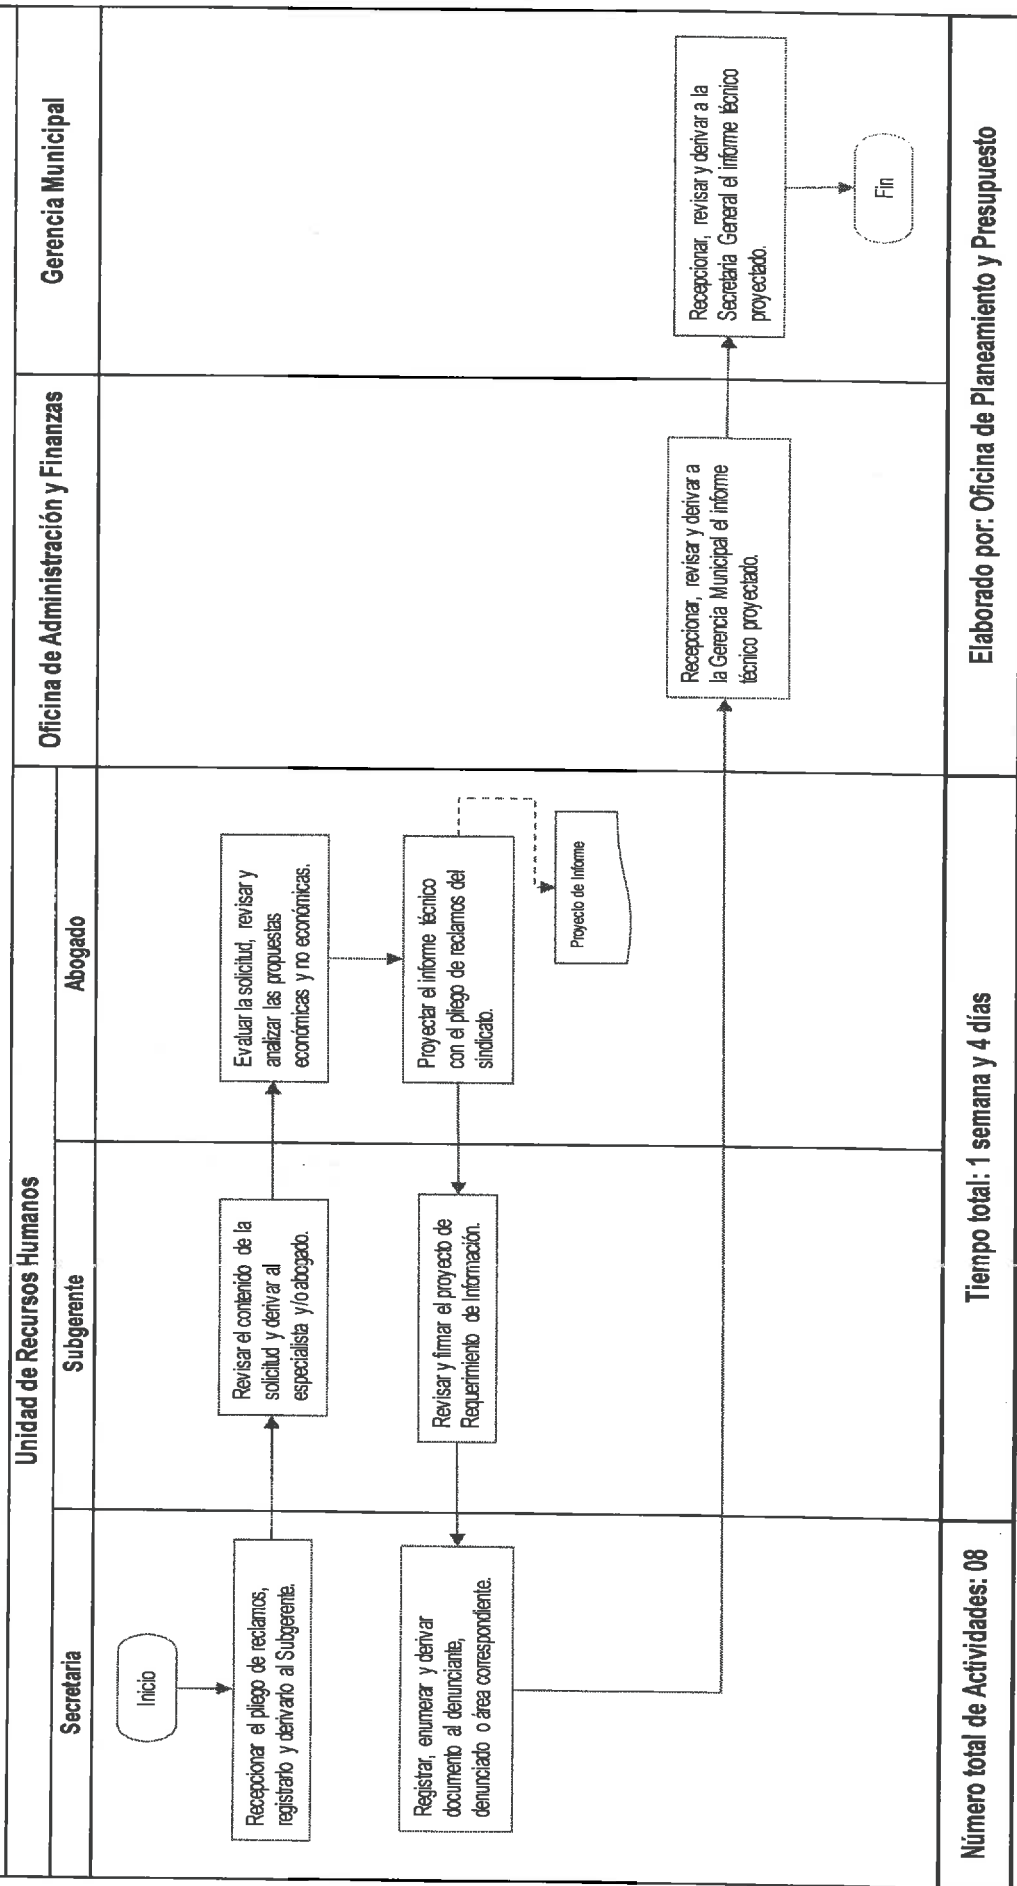 Unidad de Recursos Humanos
Oficina de Administración y Finanzas
Gerencia Municipal
Secretaria
Subgerente
Abogado
Inicio
Recepcionar el pliego de reclamos,
registrarlo y derivarlo al Subgerente.
Revisar el contenido de la
solicitud y derivar al
especialista y/o abogado.
Evaluar la solicitud, revisar y
analizar las propuestas
económicas y no económicas.
Proyectar el informe técnico
con el pliego de reclamos del
sindicato.
Proyecto de Informe
Revisar y firmar el proyecto de
Requerimiento de Información.
Registrar, enumerar y derivar
documento al denunciante,
denunciado o área correspondiente.
Recepcionar, revisar y derivar a
la Gerencia Municipal el informe
técnico proyectado.
Recepcionar, revisar y derivar a la
Secretaria General el informe técnico
proyectado.
Fin
Número total de Actividades: 08
Tiempo total: 1 semana y 4 días
Elaborado por: Oficina de Planeamiento y Presupuesto